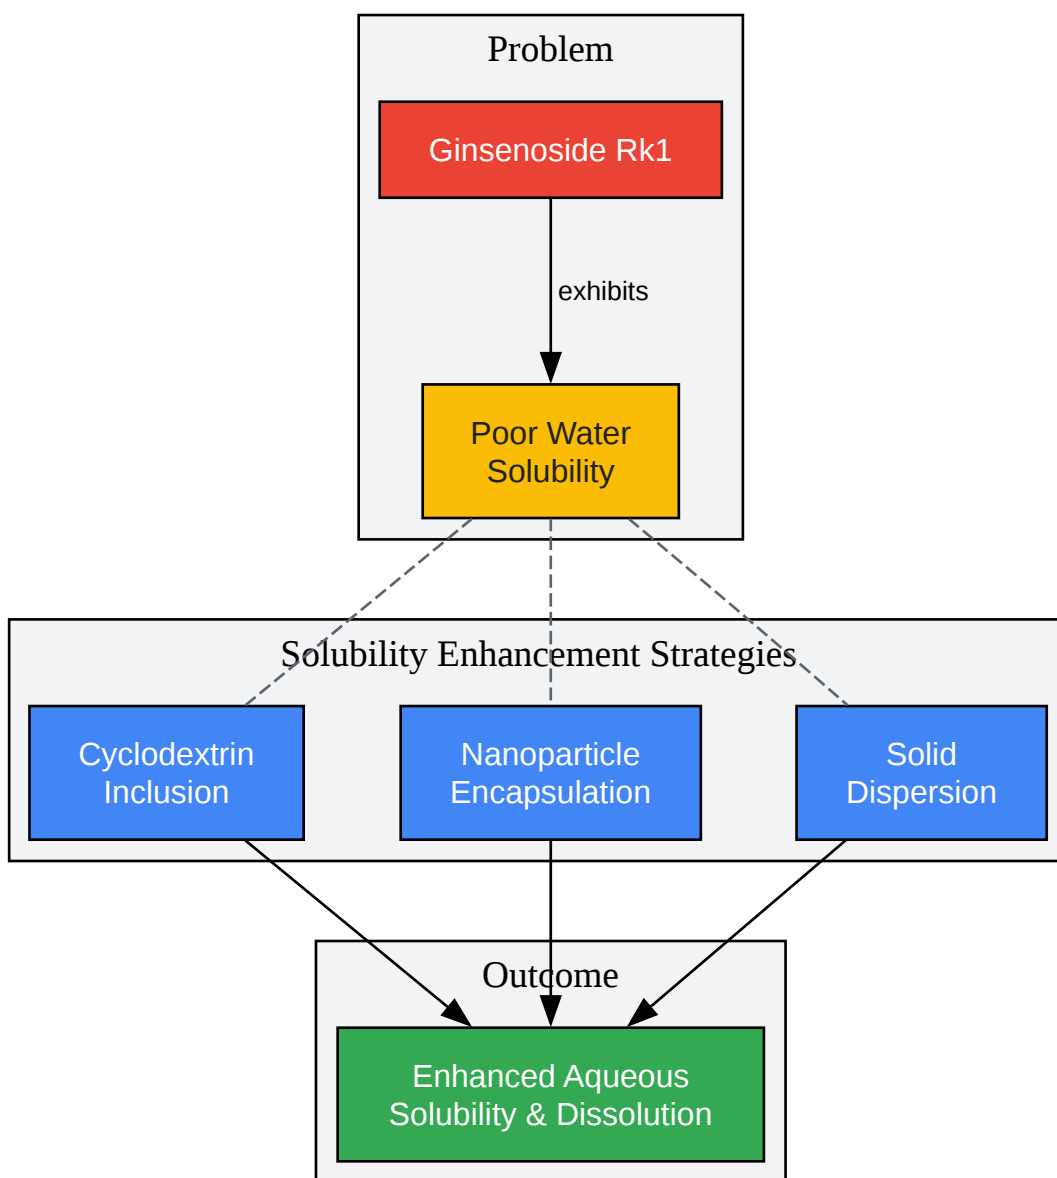 Problem
Ginsenoside Rk1
exhibits
Poor Water
Solubility
Solubility Enhancement Strategies
Cyclodextrin
Inclusion
Nanoparticle
Encapsulation
Solid
Dispersion
Outcome
Enhanced Aqueous
Solubility & Dissolution